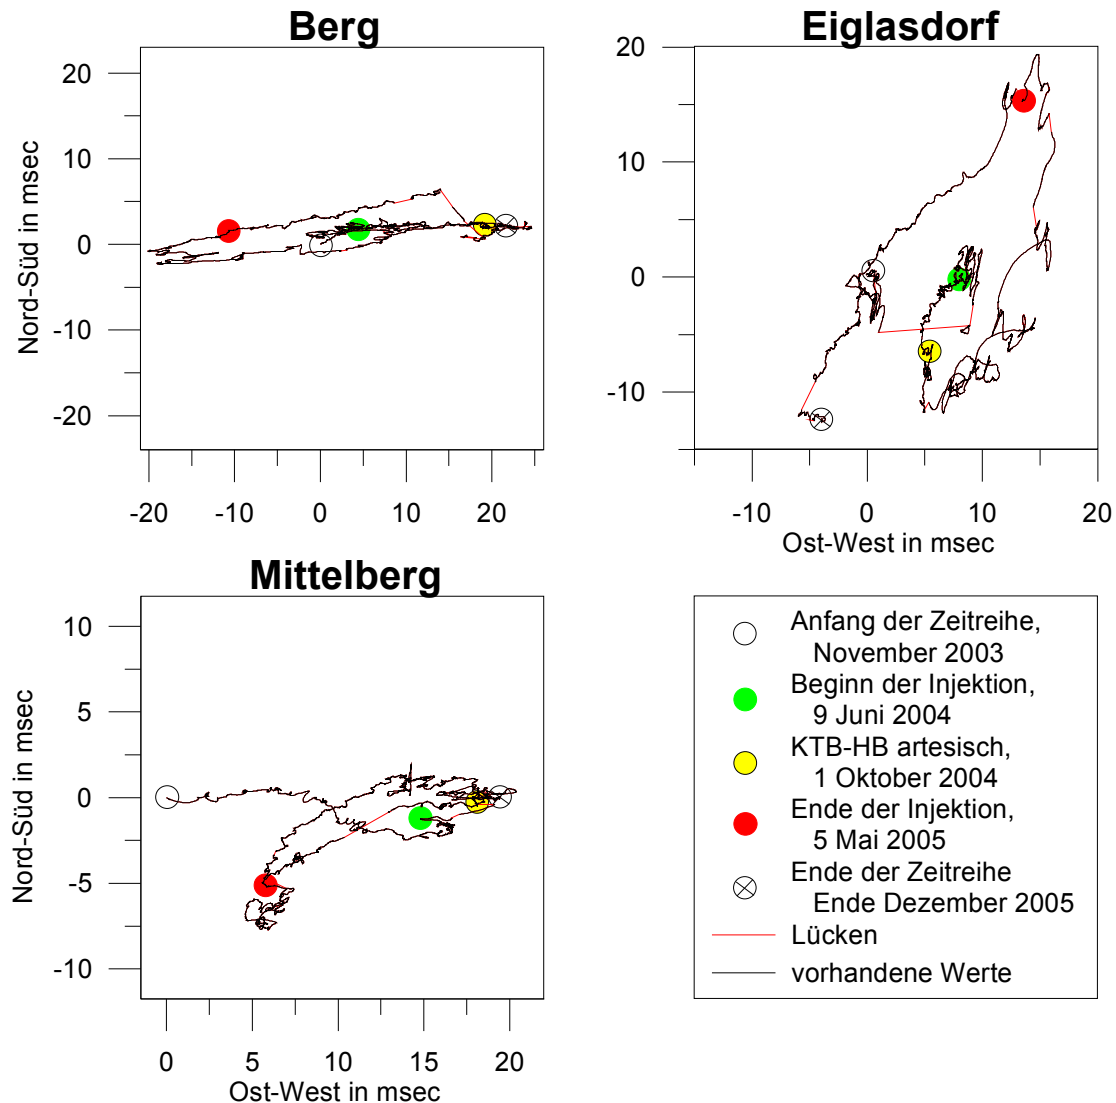 Berg
Eiglasdorf
Nord-Süd in msec
20
10
0
-10
-20
-20
-10
0
10
20
20
10
0
-10
-10
0
10
20
Ost-West in msec
Mittelberg
Nord-Süd in msec
10
5
0
-5
-10
0
5
10
15
20
Ost-West in msec
Anfang der Zeitreihe,
November 2003
Beginn der Injektion,
9 Juni 2004
KTB-HB artesisch,
1 Oktober 2004
Ende der Injektion,
5 Mai 2005
Ende der Zeitreihe
Ende Dezember 2005
Lücken
vorhandene Werte